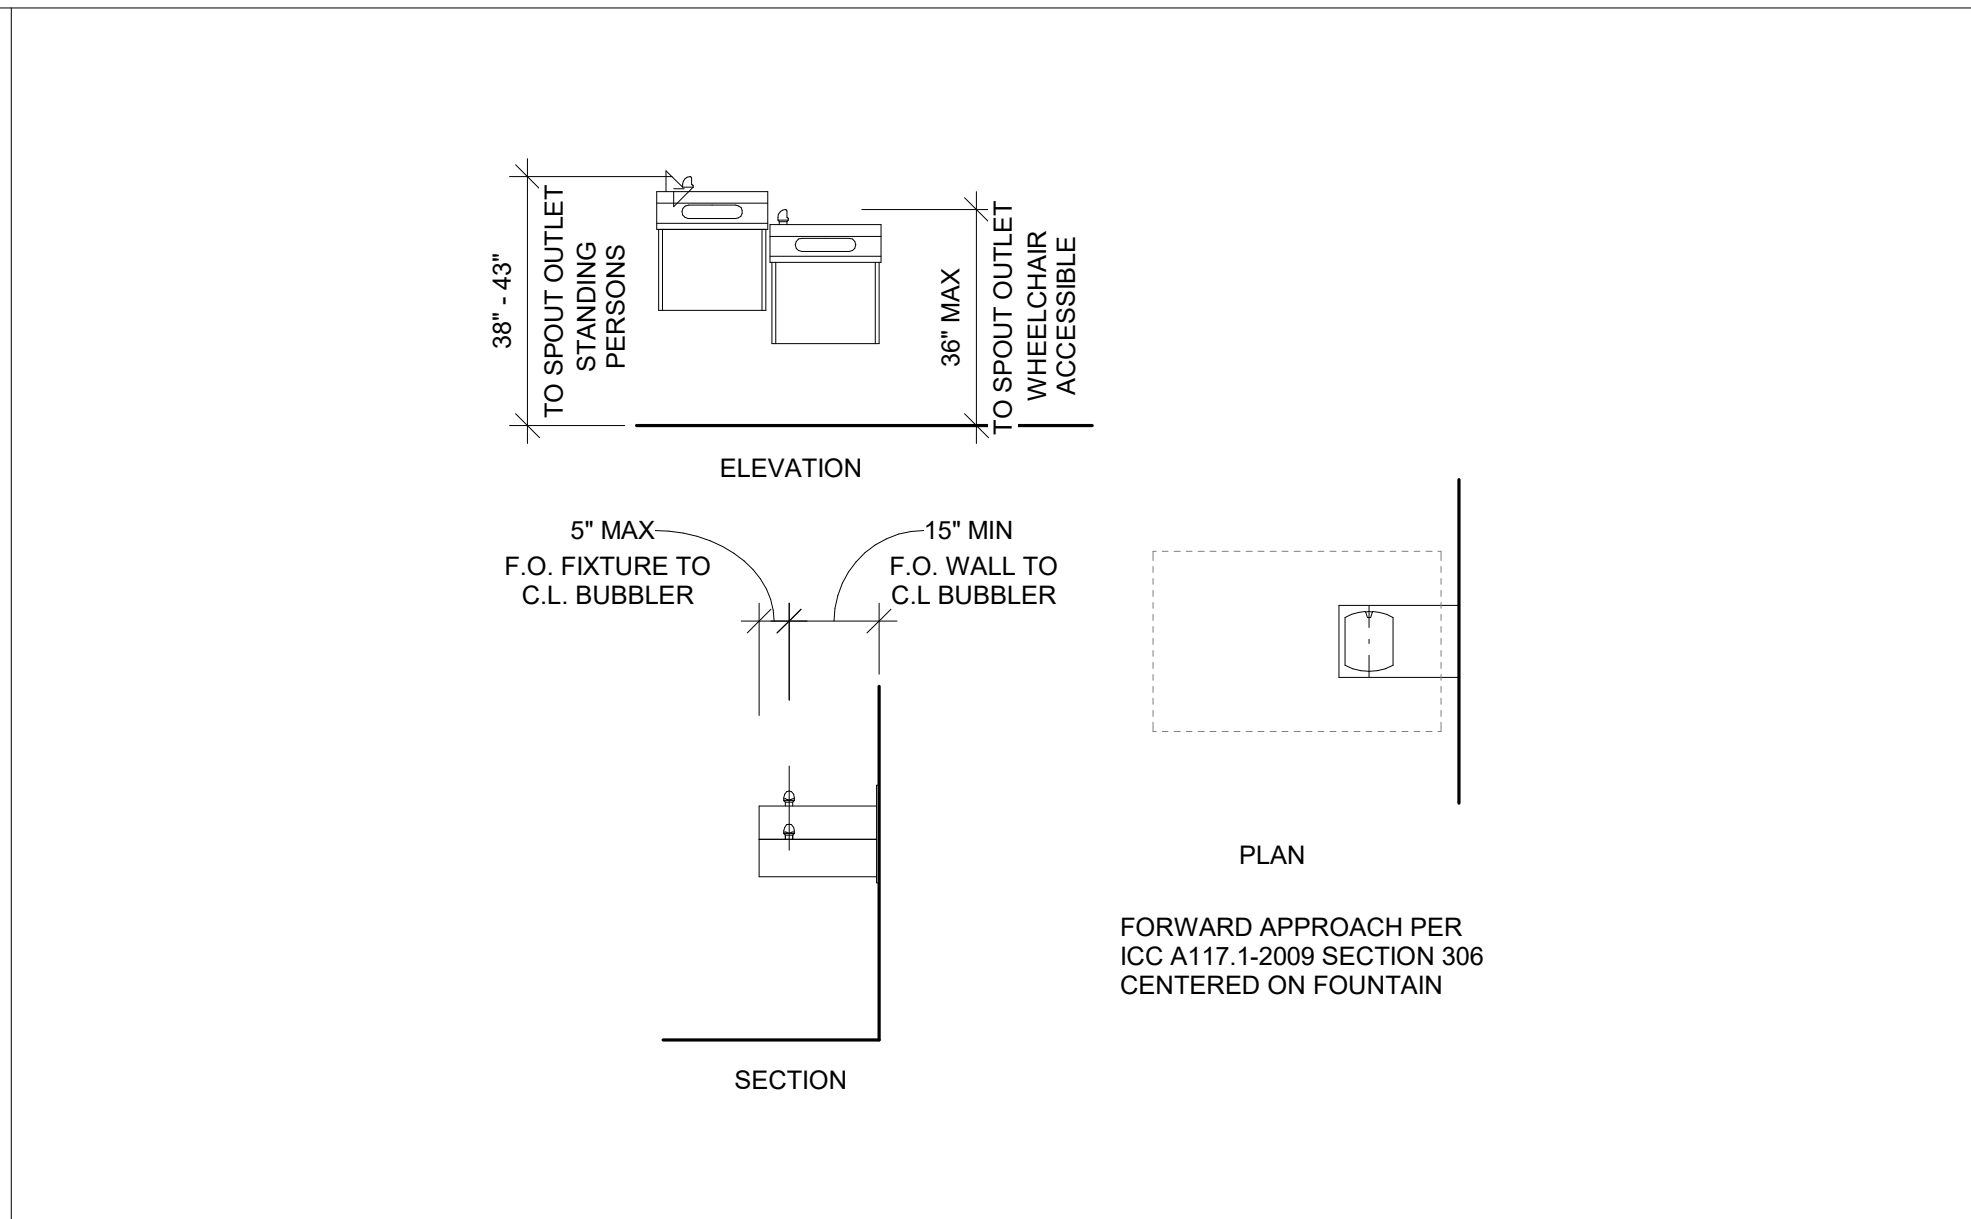 38" - 43"
TO SPOUT OUTLET
STANDING
PERSONS
36" MAX
TO SPOUT OUTLET
WHEELCHAIR
ACCESSIBLE
ELEVATION
5" MAX
F.O. FIXTURE TO
C.L. BUBBLER
15" MIN
F.O. WALL TO
C.L BUBBLER
SECTION
PLAN
FORWARD APPROACH PER
ICC A117.1-2009 SECTION 306
CENTERED ON FOUNTAIN